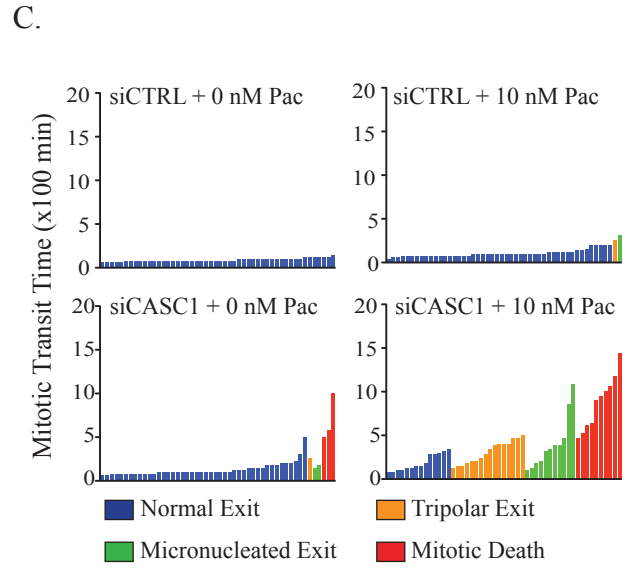 C.
Mitotic Transit Time (x100 min)
siCTRL + 0 nM Pac
20
15
10
5
0
siCTRL + 10 nM Pac
20
15
10
5
0
siCASC1 + 0 nM Pac
20
15
10
5
0
siCASC1 + 10 nM Pac
20
15
10
5
0
Normal Exit
Tripolar Exit
Micronucleated Exit
Mitotic Death